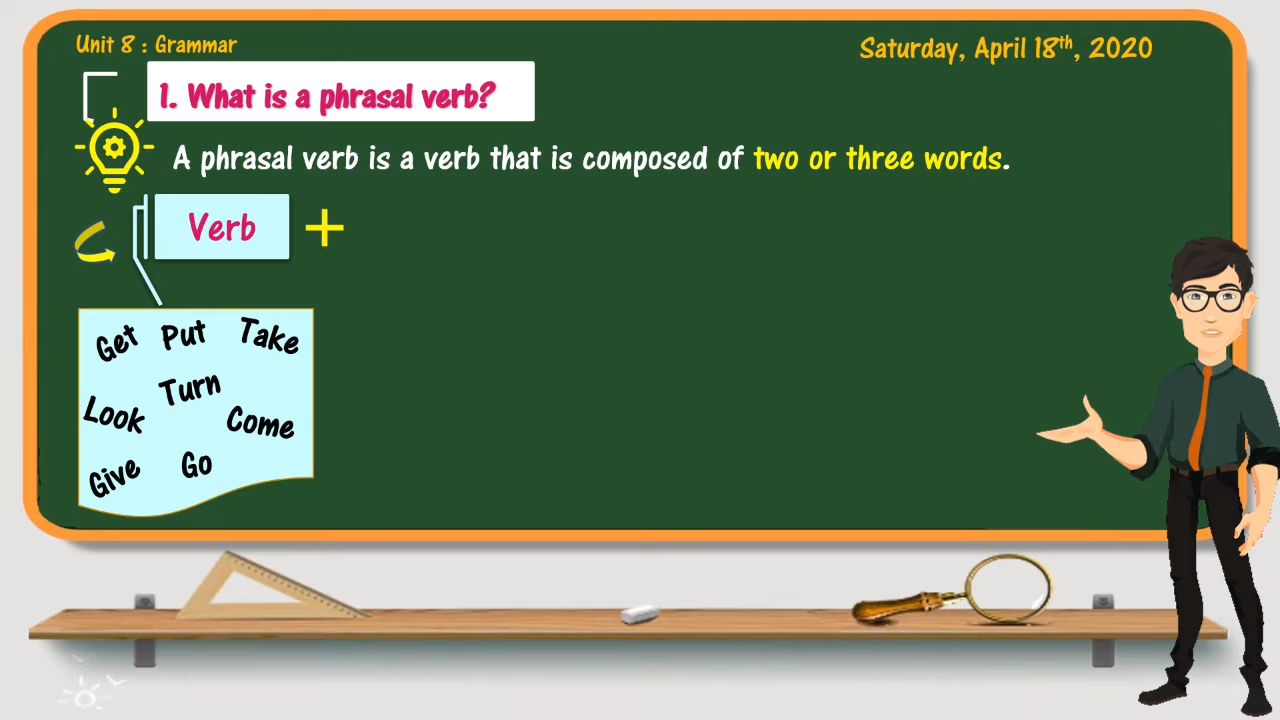 Unit 8 : Grammar
Saturday, April 18th, 2020
1. What is a phrasal verb?
A phrasal verb is a verb that is composed of two or three words.
Verb +
Get Put Take
Turn
Look Come
Give Go